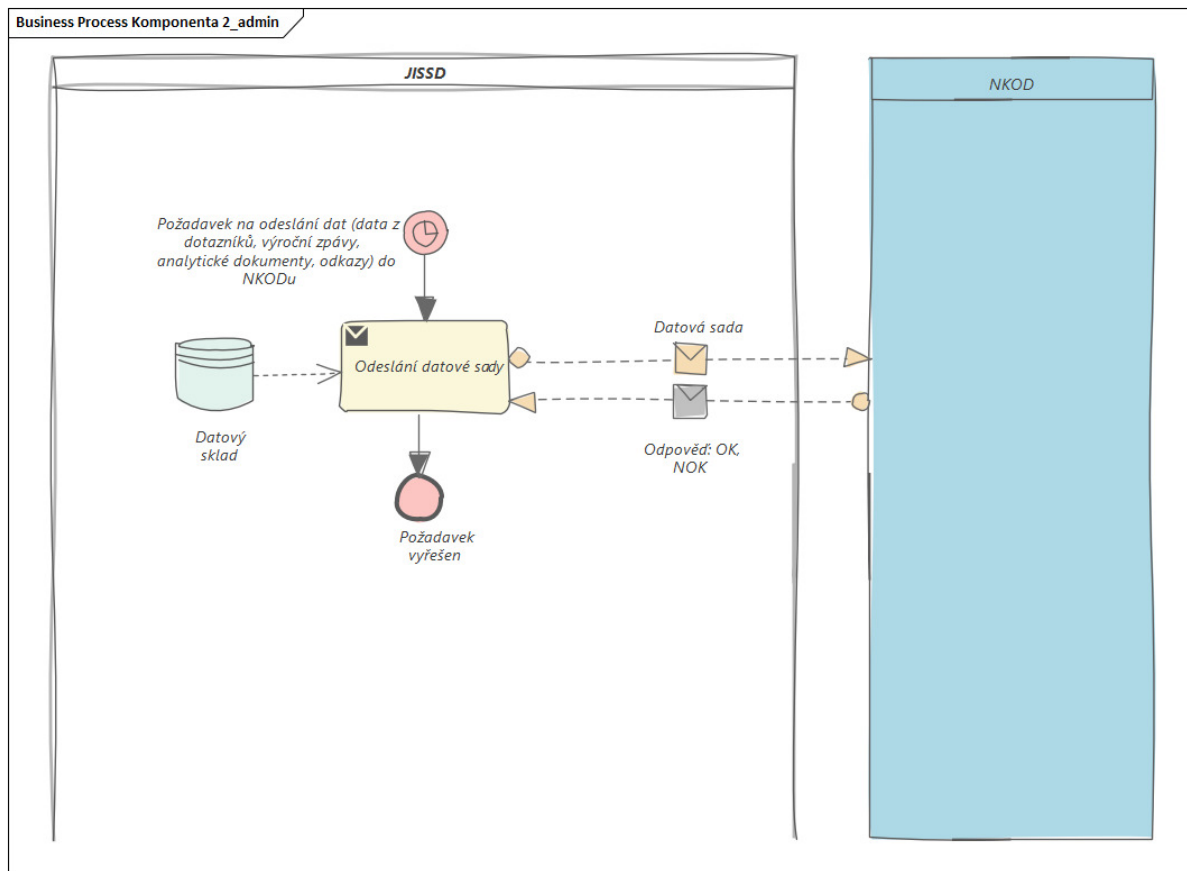 Business Process Komponenta 2_admin
JISSD
NKOD
Požadavek na odeslání dat (data z
dotazníků, výroční zpávy,
analytické dokumenty, odkazy) do
NKODu
Datová sada
Odeslání datové sady
Datový
sklad
Odpověď: OK,
NOK
Požadavek
vyřešen